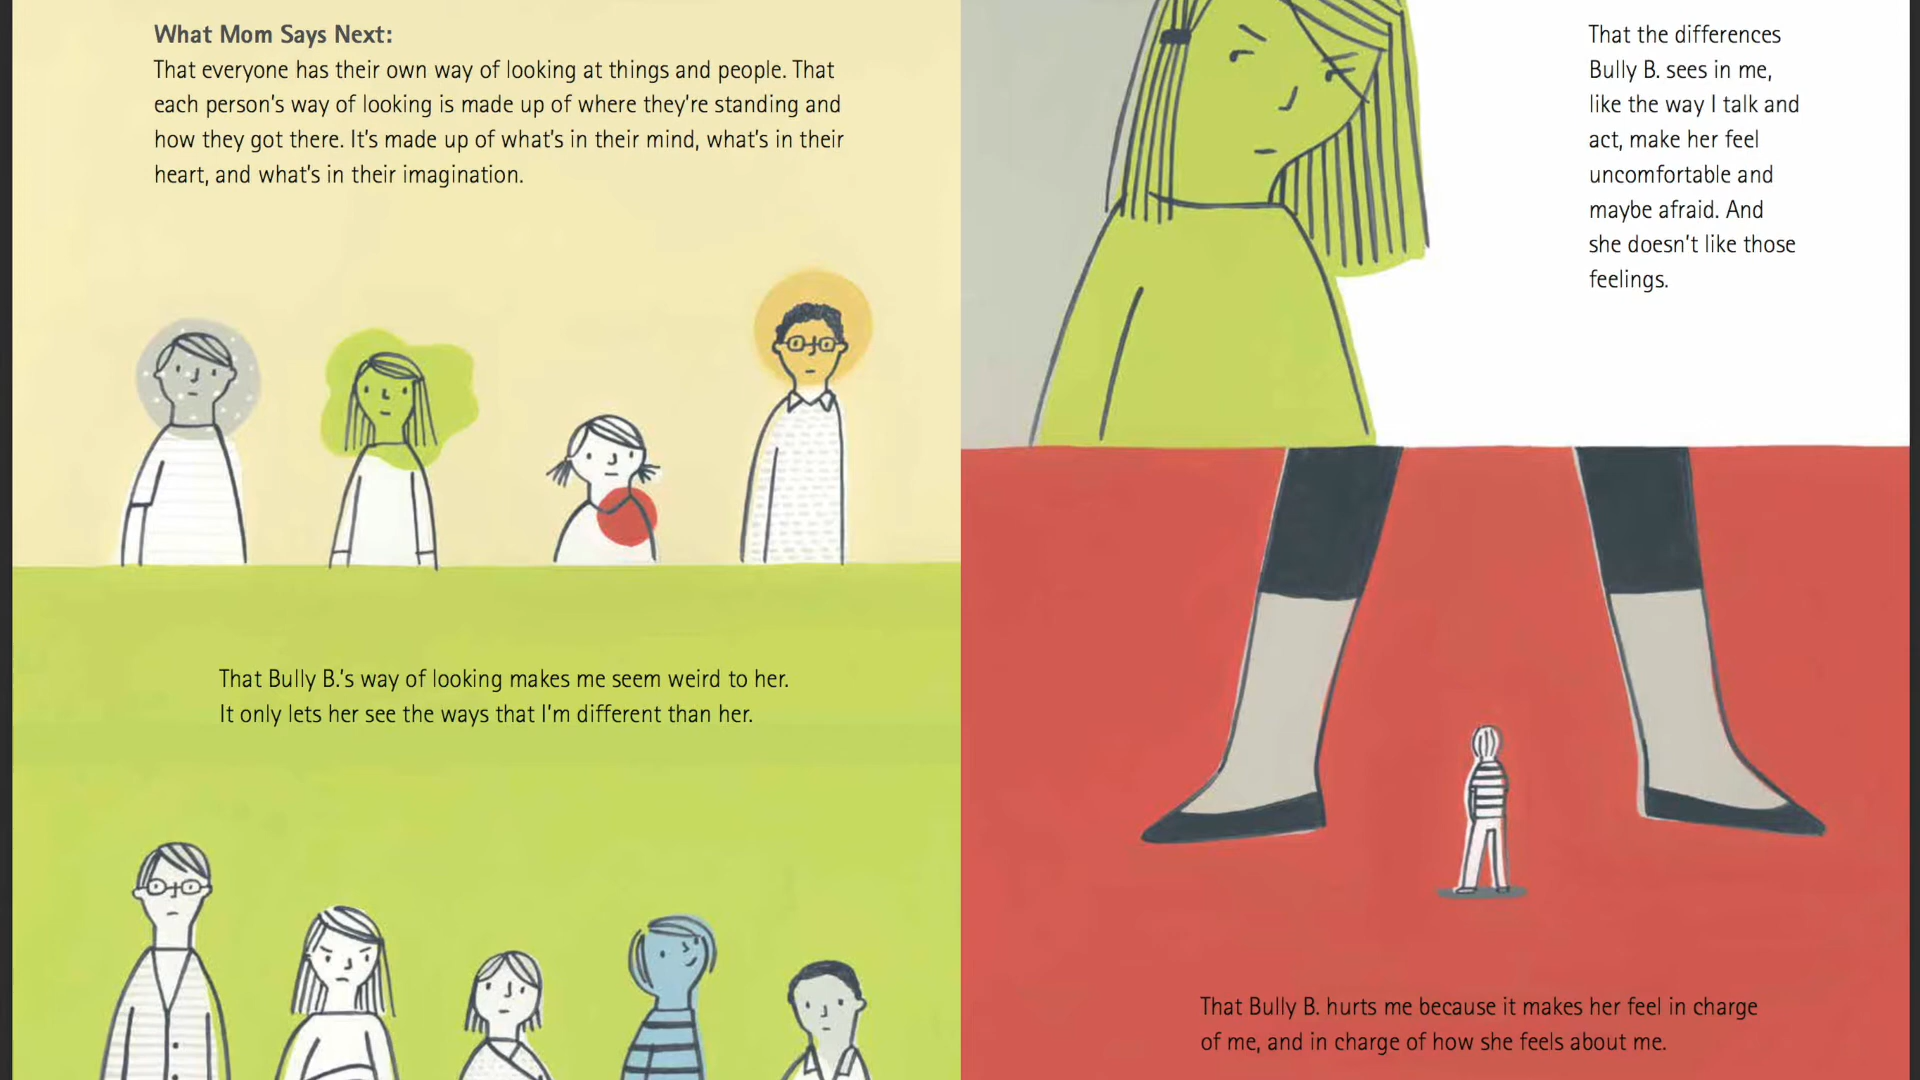 What Mom Says Next:
That everyone has their own way of looking at things and people. That
each person's way of looking is made up of where they're standing and
how they got there. It's made up of what's in their mind, what's in their
heart, and what's in their imagination.
That Bully B.'s way of looking makes me seem weird to her.
It only lets her see the ways that I'm different than her.
That the differences
Bully B. sees in me,
like the way I talk and
act, make her feel
uncomfortable and
maybe afraid. And
she doesn't like those
feelings.
That Bully B. hurts me because it makes her feel in charge
of me, and in charge of how she feels about me.